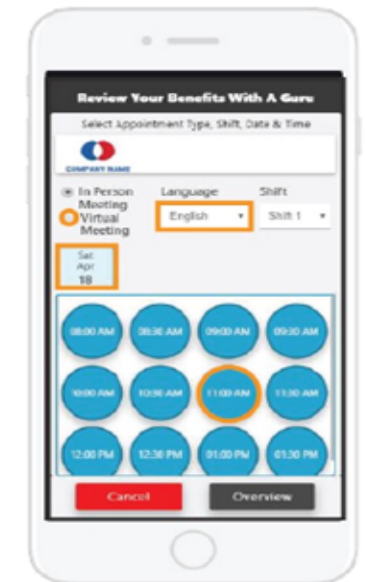 Review Your Benefits With A Guru
Select Appointment Type, Shift, Date & Time
COMPANY NAME
In Person Meeting
Language
Shift
Virtual Meeting
English
Shift 1
Sat
Apr
18
08:00 AM 08:30 AM 09:00 AM 09:30 AM
10:00 AM 10:30 AM 11:00 AM 11:30 AM
12:00 PM 12:30 PM 01:00 PM 01:30 PM
Cancel Overview